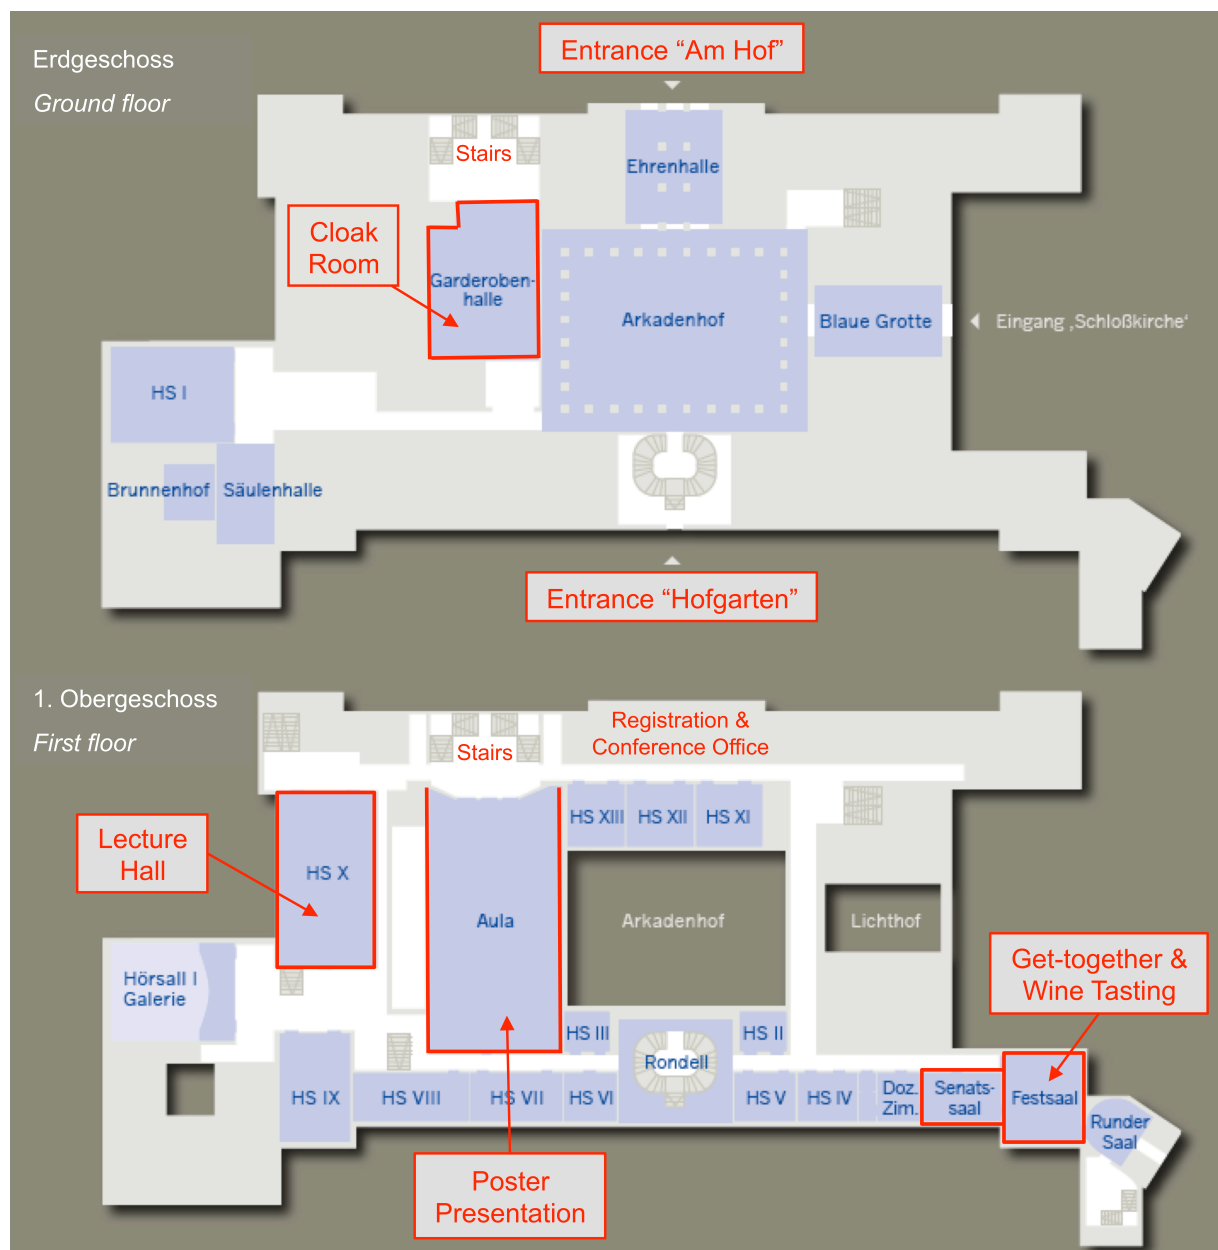 Erdgeschoss
Ground floor
Entrance “Am Hof”
Stairs
Ehrenhalle
Cloak
Room
Garderoben-
halle
Arkadenhof
Blaue Grotte
Eingang ‚Schloßkirche‘
HS I
Brunnenhof
Säulenhalle
Entrance “Hofgarten”
1. Obergeschoss
First floor
Stairs
Registration &
Conference Office
HS XIII
HS XII
HS XI
Lecture
Hall
HS X
Aula
Arkadenhof
Lichthof
Get-together &
Wine Tasting
Hörsall I
Galerie
HS III
Rondell
HS II
HS IX
HS VIII
HS VII
HS VI
HS V
HS IV
Doz.
Zim.
Senats-
saal
Festsaal
Runder
Saal
Poster
Presentation